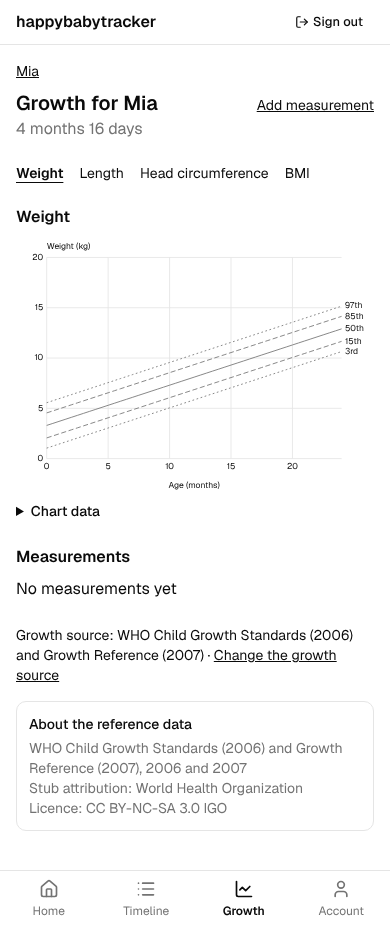 happybabytracker
Sign out
Mia
Growth for Mia
Add measurement
4 months 16 days
Weight Length Head circumference BMI
Weight
Weight (kg)
20
15
10
5
0
97th
85th
50th
15th
3rd
0 5 10 15 20
Age (months)
Chart data
Measurements
No measurements yet
Growth source: WHO Child Growth Standards (2006)
and Growth Reference (2007) · Change the growth
source
About the reference data
WHO Child Growth Standards (2006) and Growth
Reference (2007), 2006 and 2007
Stub attribution: World Health Organization
Licence: CC BY-NC-SA 3.0 IGO
Home Timeline Growth Account